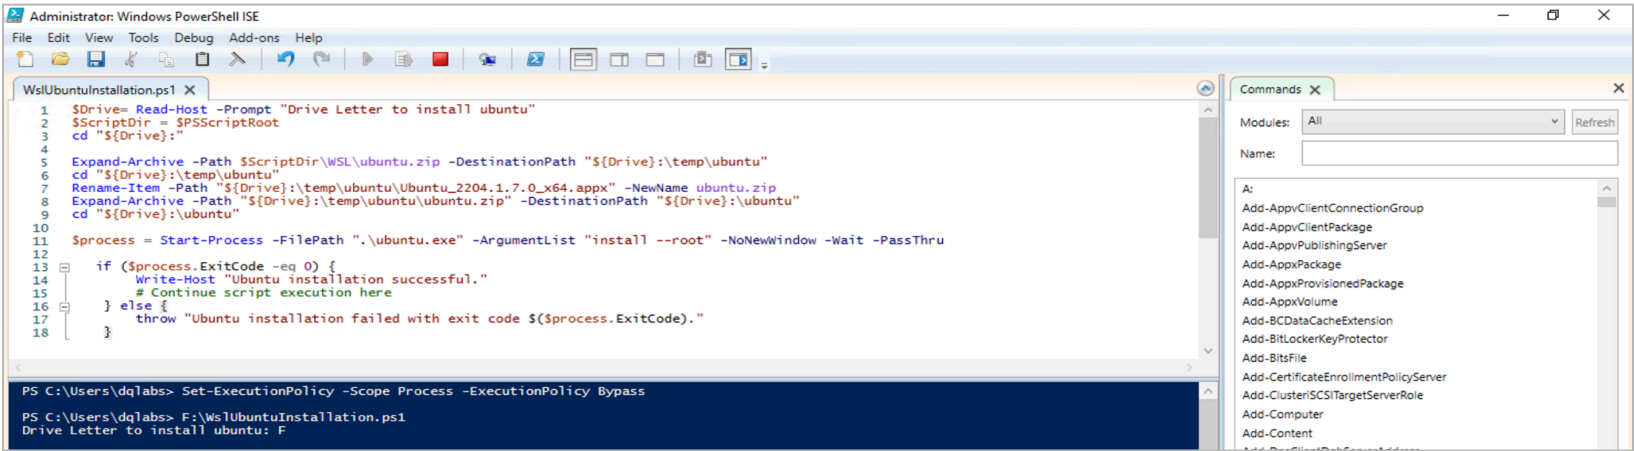 Administrator: Windows PowerShell ISE
File Edit View Tools Debug Add-ons Help
WslUbuntuInstallation.ps1 X
1 $Drive= Read-Host -Prompt "Drive Letter to install ubuntu"
2 $ScriptDir = $PSScriptRoot
3 cd "${Drive}:"
4
5 Expand-Archive -Path $ScriptDir\WSL\ubuntu.zip -DestinationPath "${Drive}:\temp\ubuntu"
6 cd "${Drive}:\temp\ubuntu"
7 Rename-Item -Path "${Drive}:\temp\ubuntu\Ubuntu_2204.1.7.0_x64.appx" -NewName ubuntu.zip
8 Expand-Archive -Path "${Drive}:\temp\ubuntu\ubuntu.zip" -DestinationPath "${Drive}:\ubuntu"
9 cd "${Drive}:\ubuntu"
10
11 $process = Start-Process -FilePath ".\ubuntu.exe" -ArgumentList "install --root" -NoNewWindow -Wait -PassThru
12
13 if ($process.ExitCode -eq 0) {
14 Write-Host "Ubuntu installation successful."
15 # Continue script execution here
16 } else {
17 throw "Ubuntu installation failed with exit code $($process.ExitCode)."
18 }
PS C:\Users\dqlabs> Set-ExecutionPolicy -Scope Process -ExecutionPolicy Bypass
PS C:\Users\dqlabs> F:\WslUbuntuInstallation.ps1
Drive Letter to install ubuntu: F
Commands X
Modules: All Refresh
Name:
A:
Add-AppvClientConnectionGroup
Add-AppvClientPackage
Add-AppvPublishingServer
Add-AppxPackage
Add-AppxProvisionedPackage
Add-AppxVolume
Add-BCDataCacheExtension
Add-BitLockerKeyProtector
Add-BitsFile
Add-CertificateEnrollmentPolicyServer
Add-ClusteriSCSITargetServerRole
Add-Computer
Add-Content